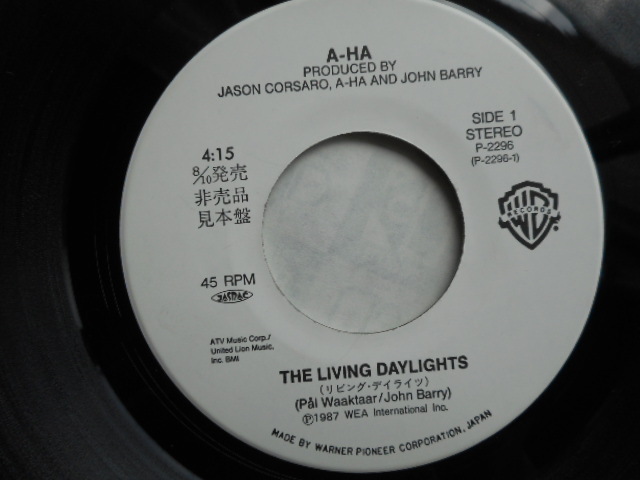 A-HA
PRODUCED BY
JASON CORSARO, A-HA AND JOHN BARRY
SIDE 1
STEREO
P-2296
(P-2296-1)
4:15
8/10発売
非売品
見本盤
RECORDS
45 RPM
JASRAC
ATV Music Corp./
United Lion Music,
Inc. BMI
THE LIVING DAYLIGHTS
(リビング・デイライツ)
(Pål Waaktaar/John Barry)
Ⓟ1987 WEA International Inc.
MADE BY WARNER PIONEER CORPORATION, JAPAN